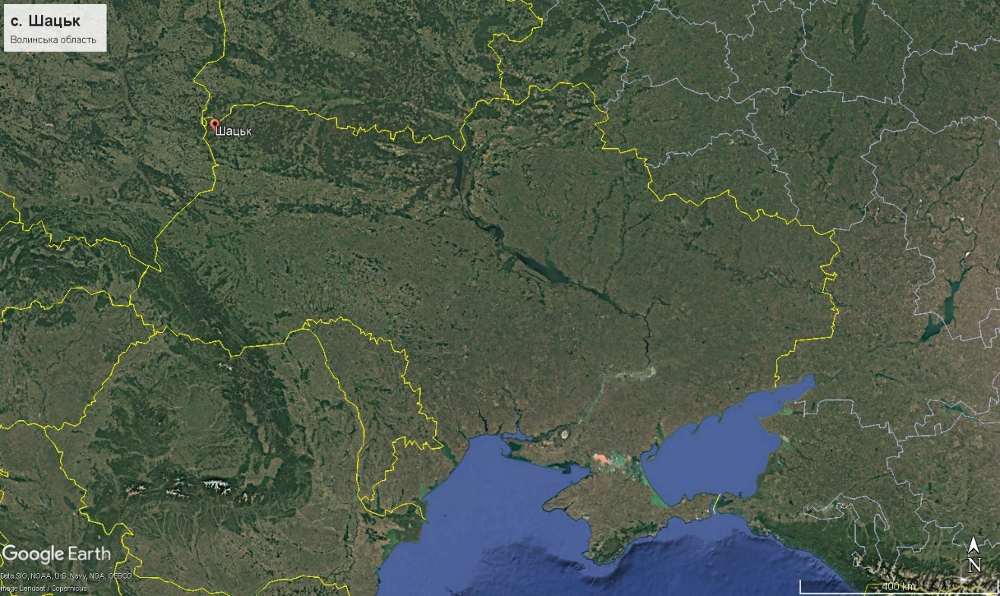 с. Шацьк
Волинська область
Шацьк
Google Earth
Data SIO, NOAA, U.S. Navy, NGA, GEBCO
Image Landsat / Copernicus
N
400 km